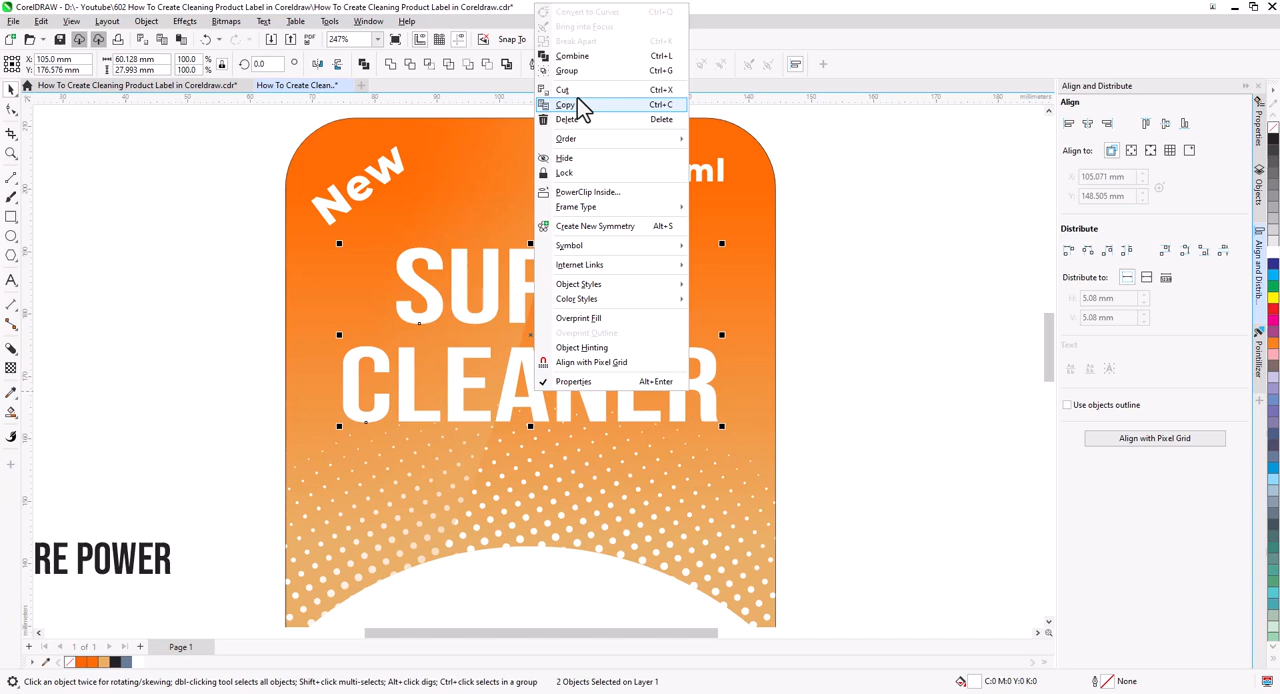 CorelDRAW - D:\- Youtube\602 How To Create Cleaning Product Label in Coreldraw\How To Create Cleaning Product Label in Coreldraw.cdr*
File Edit View Layout Object Effects Bitmaps Text Table Tools Window Help
247% Snap To
X: 105.0 mm
Y: 176.576 mm
60.128 mm
27.993 mm
100.0 %
100.0 %
0.0
How To Create Cleaning Product Label in Coreldraw.cdr* How To Create Clean...*
Convert to Curves Ctrl+Q
Bring into Focus
Break Apart Ctrl+K
Combine Ctrl+L
Group Ctrl+G
Cut Ctrl+X
Copy Ctrl+C
Delete Delete
Order
Hide
Lock
PowerClip Inside...
Frame Type
Create New Symmetry Alt+S
Symbol
Internet Links
Object Styles
Color Styles
Overprint Fill
Overprint Outline
Object Hinting
Align with Pixel Grid
Properties Alt+Enter
New
ml
CLEANER
RE POWER
millimeters
Align and Distribute
Align
Align to:
X: 105.071 mm
Y: 148.505 mm
Distribute
Distribute to:
H: 5.08 mm
V: 5.08 mm
Text
Use objects outline
Align with Pixel Grid
Properties
Objects
Align and Distrib...
Pointillizer
1 of 1 Page 1
Click an object twice for rotating/skewing; dbl-clicking tool selects all objects; Shift+click multi-selects; Alt+click digs; Ctrl+click selects in a group 2 Objects Selected on Layer 1 C:0 M:0 Y:0 K:0 None